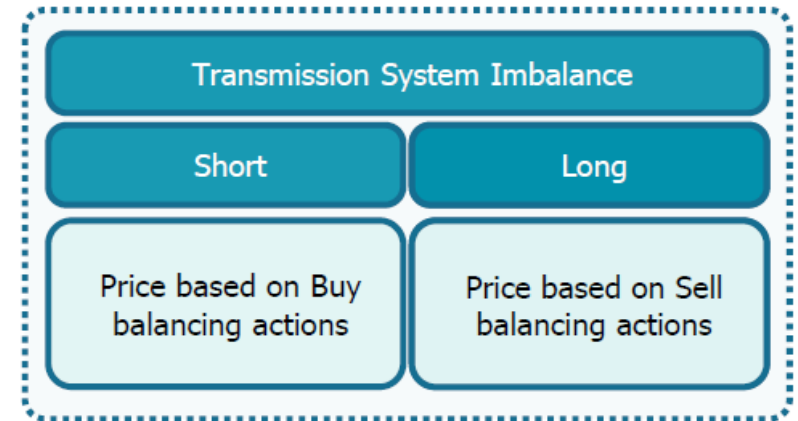 Transmission System Imbalance
Short
Long
Price based on Buy
balancing actions
Price based on Sell
balancing actions